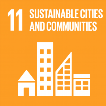 11 SUSTAINABLE CITIES
AND COMMUNITIES